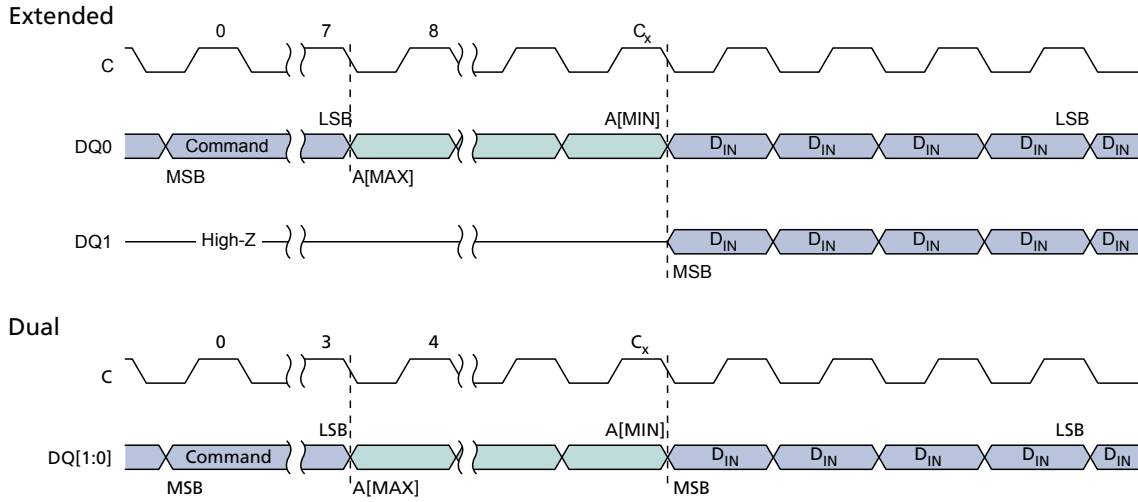 Extended
0 7 8 Cx
C
LSB A[MIN] LSB
DQ0 Command DIN DIN DIN DIN DIN
MSB A[MAX]
DQ1 High-Z DIN DIN DIN DIN DIN
MSB
Dual
0 3 4 Cx
C
LSB A[MIN] LSB
DQ[1:0] Command DIN DIN DIN DIN DIN
MSB A[MAX] MSB